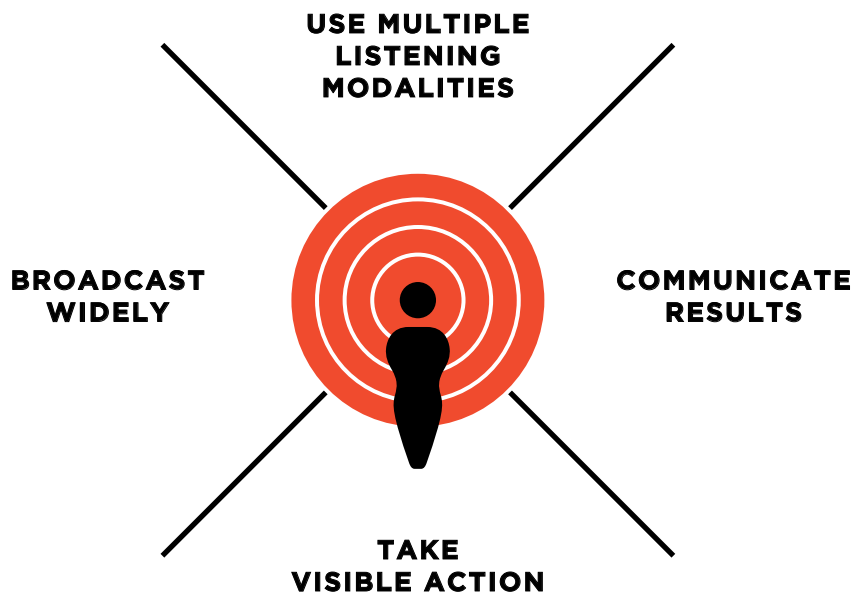 USE MULTIPLE
LISTENING
MODALITIES
BROADCAST
WIDELY
COMMUNICATE
RESULTS
TAKE
VISIBLE ACTION